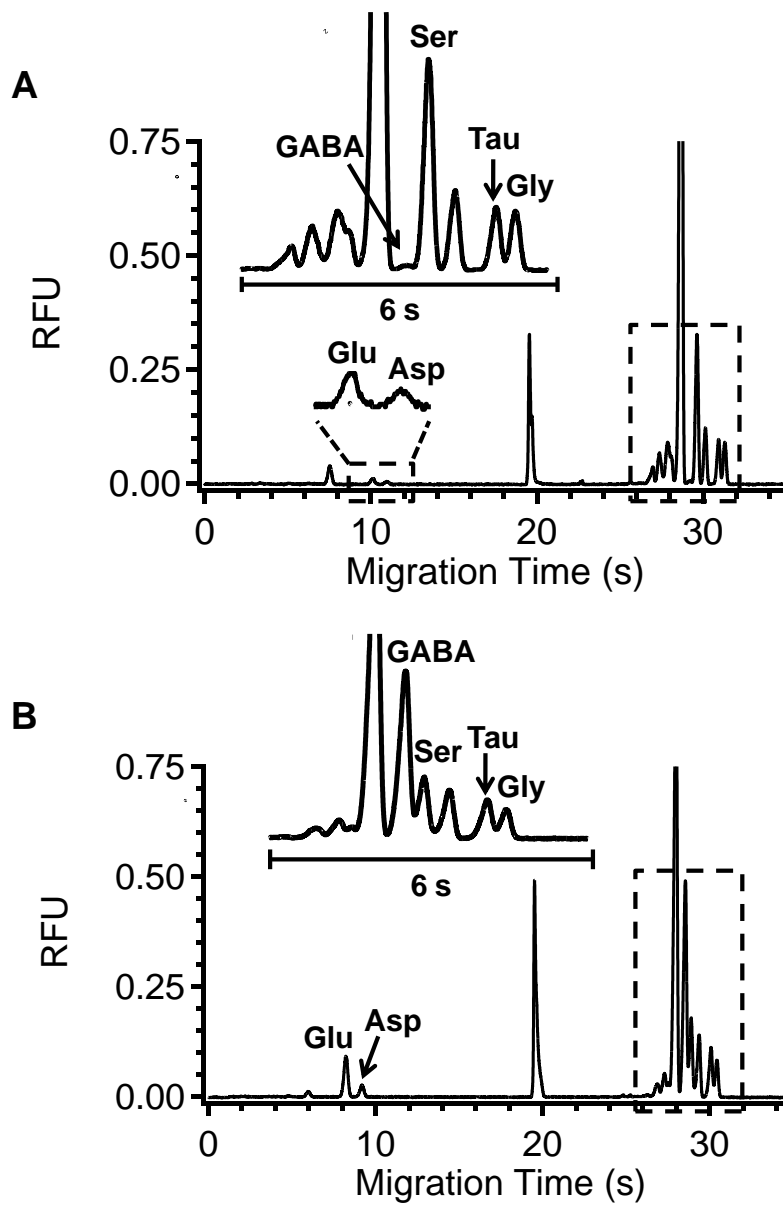 A
Ser
GABA
Tau
Gly
0.75
0.50
0.25
0.00
RFU
6 s
Glu
Asp
0
10
20
30
Migration Time (s)
B
GABA
Ser
Tau
Gly
0.75
0.50
0.25
0.00
RFU
6 s
Glu
Asp
0
10
20
30
Migration Time (s)